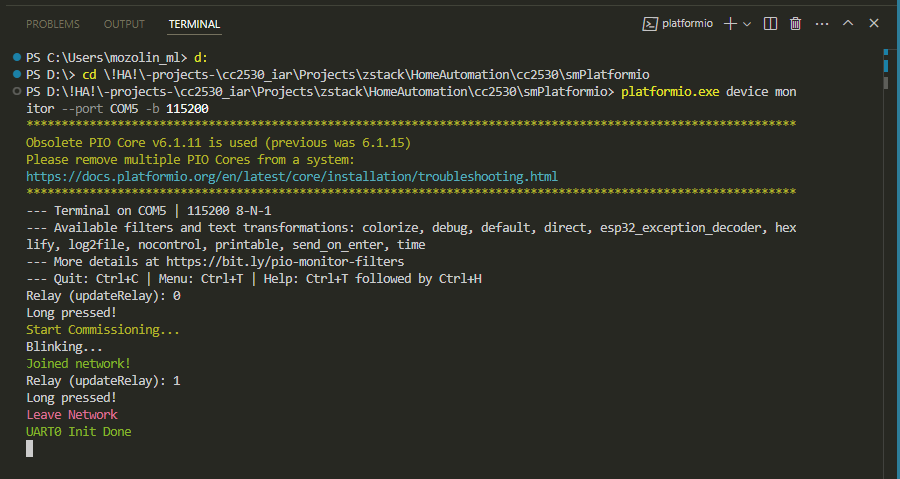 PROBLEMS OUTPUT TERMINAL platformio
PS C:\Users\mozolin_ml> d:
PS D:\> cd \!HA!\-projects-\cc2530_iar\Projects\zstack\HomeAutomation\cc2530\smPlatformio
PS D:\!HA!\-projects-\cc2530_iar\Projects\zstack\HomeAutomation\cc2530\smPlatformio> platformio.exe device mon
itor --port COM5 -b 115200
**************************************************************************************************************
Obsolete PIO Core v6.1.11 is used (previous was 6.1.15)
Please remove multiple PIO Cores from a system:
https://docs.platformio.org/en/latest/core/installation/troubleshooting.html
**************************************************************************************************************
--- Terminal on COM5 | 115200 8-N-1
--- Available filters and text transformations: colorize, debug, default, direct, esp32_exception_decoder, hex
lify, log2file, nocontrol, printable, send_on_enter, time
--- More details at https://bit.ly/pio-monitor-filters
--- Quit: Ctrl+C | Menu: Ctrl+T | Help: Ctrl+T followed by Ctrl+H
Relay (updateRelay): 0
Long pressed!
Start Commissioning...
Blinking...
Joined network!
Relay (updateRelay): 1
Long pressed!
Leave Network
UART0 Init Done